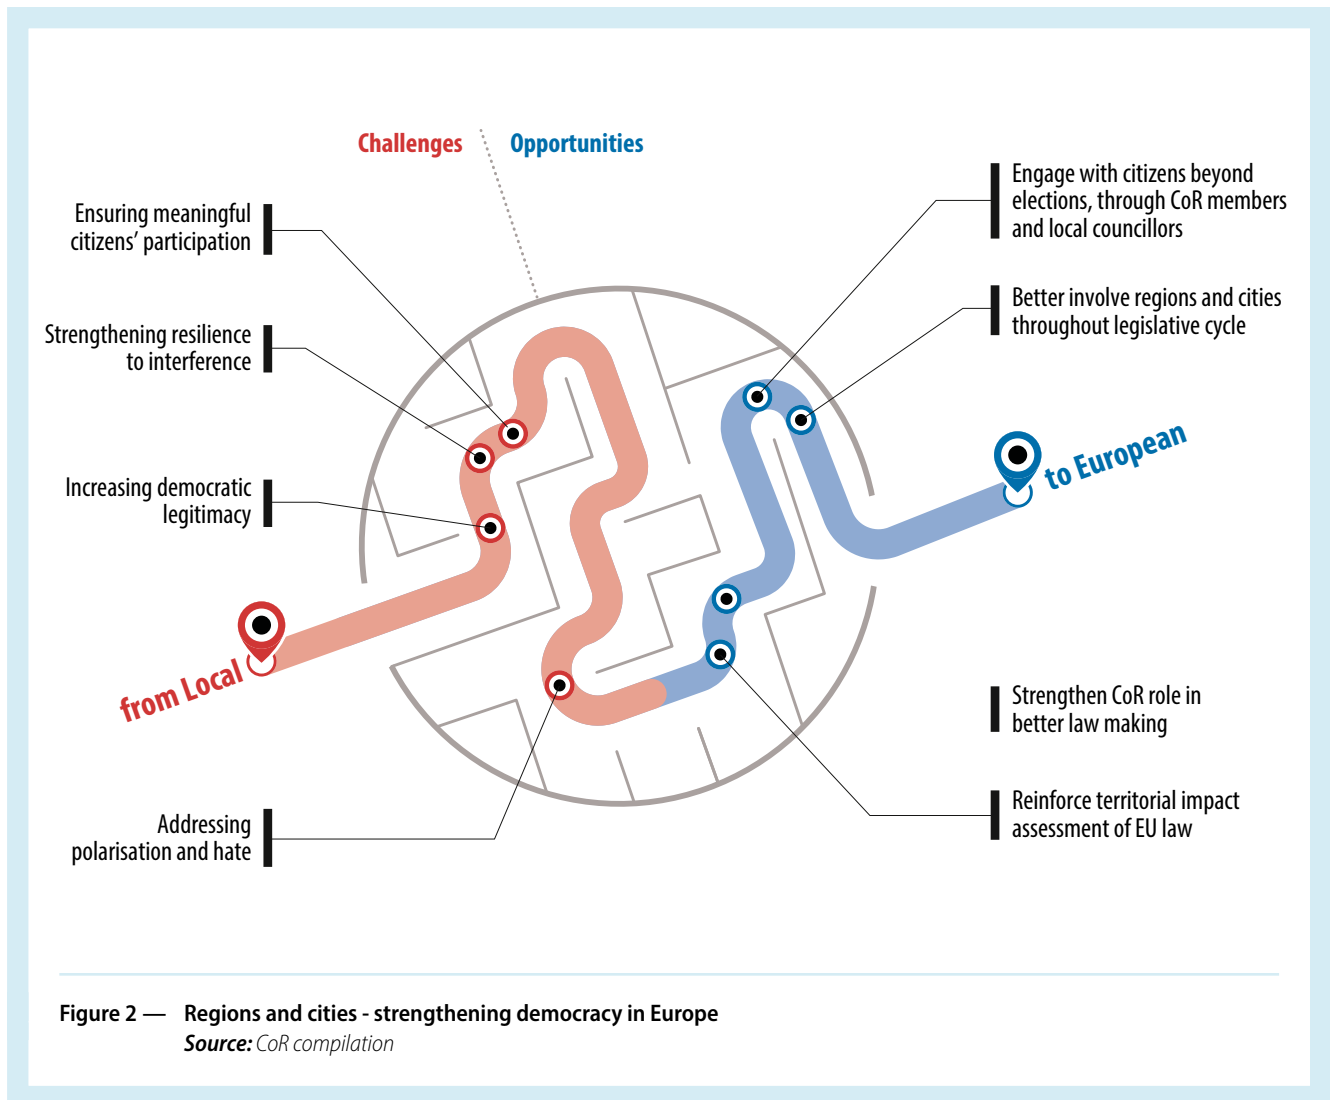 Challenges
Opportunities
Ensuring meaningful
citizens’ participation
Strengthening resilience
to interference
Increasing democratic
legitimacy
from Local
Addressing
polarisation and hate
Engage with citizens beyond
elections, through CoR members
and local councillors
Better involve regions and cities
throughout legislative cycle
to European
Strengthen CoR role in
better law making
Reinforce territorial impact
assessment of EU law
Figure 2 — Regions and cities - strengthening democracy in Europe
Source: CoR compilation